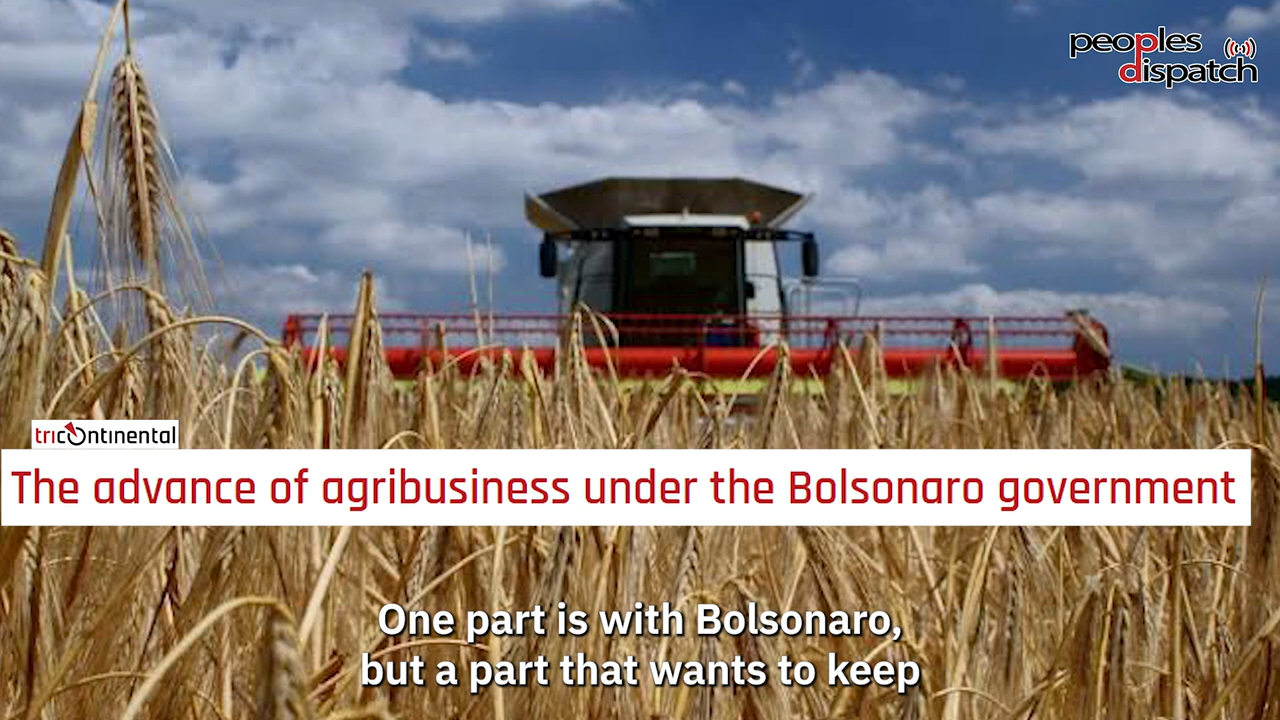 peoples
dispatch
tricontinental
The advance of agribusiness under the Bolsonaro government
One part is with Bolsonaro,
but a part that wants to keep